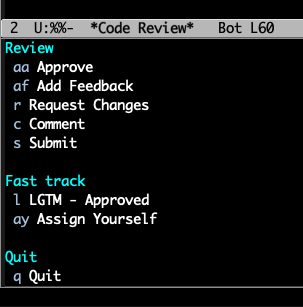 2 U:%%- *Code Review* Bot L60
Review
aa Approve
af Add Feedback
r Request Changes
c Comment
s Submit
Fast track
l LGTM - Approved
ay Assign Yourself
Quit
q Quit